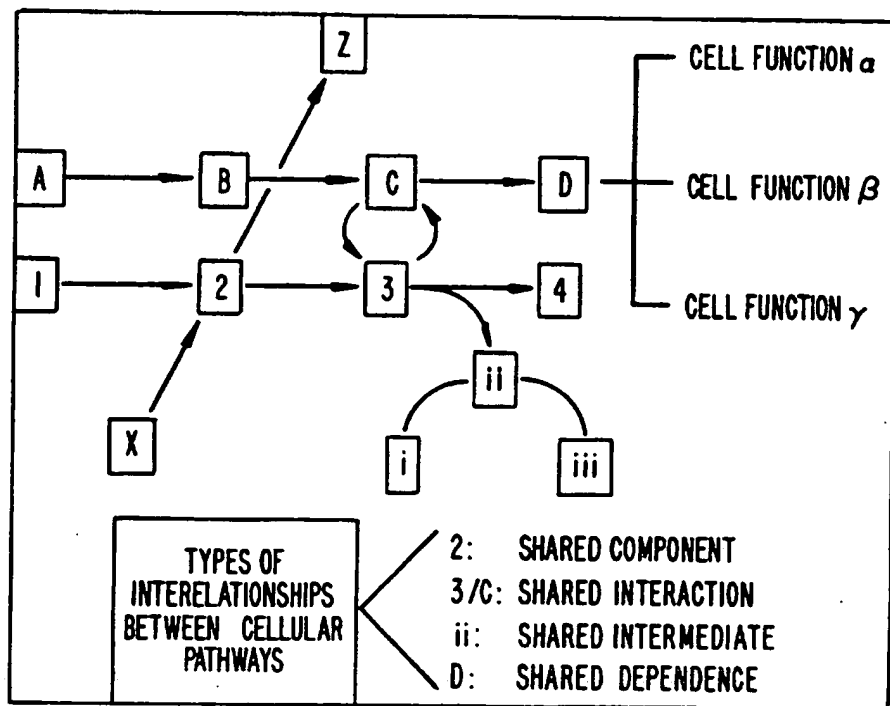 Z
CELL FUNCTION α
A
B
C
D
CELL FUNCTION β
1
2
3
4
CELL FUNCTION γ
ii
X
i
iii
TYPES OF
INTERELATIONSHIPS
BETWEEN CELLULAR
PATHWAYS
2: SHARED COMPONENT
3/C: SHARED INTERACTION
ii: SHARED INTERMEDIATE
D: SHARED DEPENDENCE